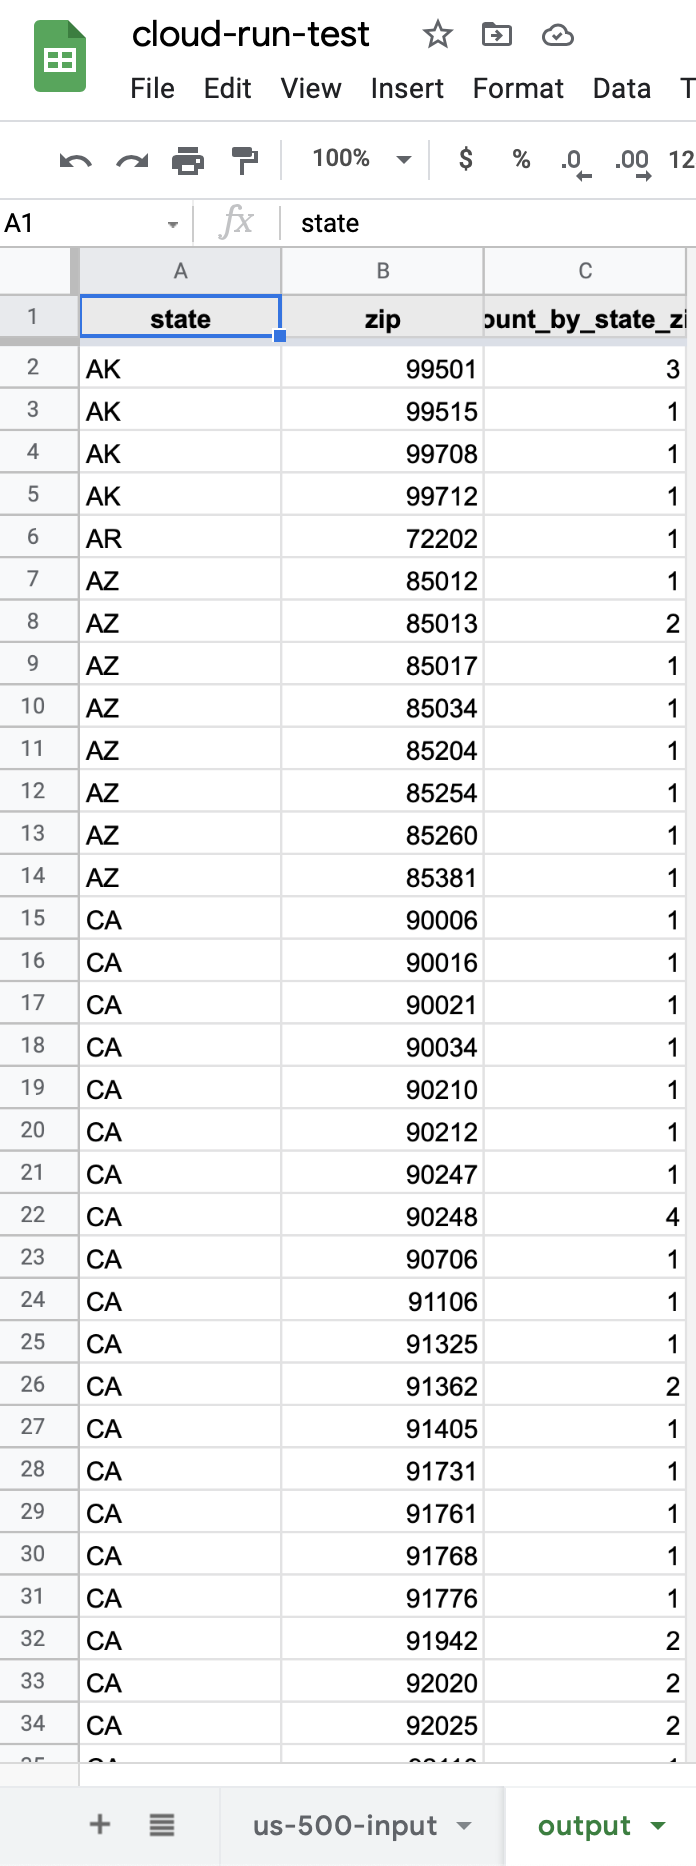 cloud-run-test
File Edit View Insert Format Data T
100% $ % .0 .00 12
A1 fx state
A B C
1 state zip ount_by_state_zi
2 AK 99501 3
3 AK 99515 1
4 AK 99708 1
5 AK 99712 1
6 AR 72202 1
7 AZ 85012 1
8 AZ 85013 2
9 AZ 85017 1
10 AZ 85034 1
11 AZ 85204 1
12 AZ 85254 1
13 AZ 85260 1
14 AZ 85381 1
15 CA 90006 1
16 CA 90016 1
17 CA 90021 1
18 CA 90034 1
19 CA 90210 1
20 CA 90212 1
21 CA 90247 1
22 CA 90248 4
23 CA 90706 1
24 CA 91106 1
25 CA 91325 1
26 CA 91362 2
27 CA 91405 1
28 CA 91731 1
29 CA 91761 1
30 CA 91768 1
31 CA 91776 1
32 CA 91942 2
33 CA 92020 2
34 CA 92025 2
us-500-input output